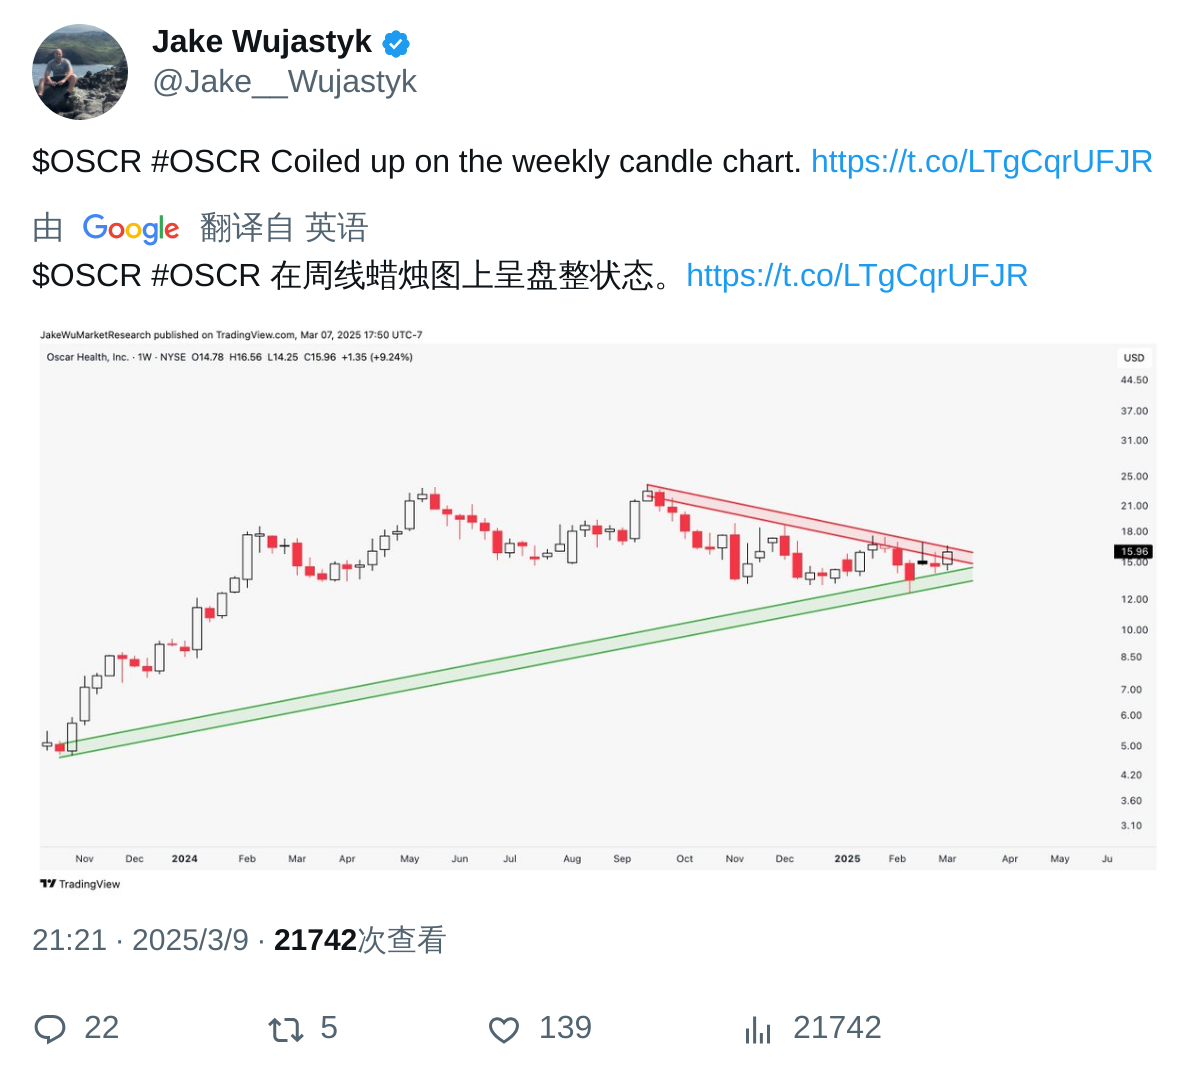 Jake Wujastyk
@Jake__Wujastyk
$OSCR #OSCR Coiled up on the weekly candle chart. https://t.co/LTgCqrUFJR
由 Google 翻译自 英语
$OSCR #OSCR 在周线蜡烛图上呈盘整状态。https://t.co/LTgCqrUFJR
JakeWuMarketResearch published on TradingView.com, Mar 07, 2025 17:50 UTC-7
Oscar Health, Inc. · 1W · NYSE O14.78 H16.56 L14.25 C15.96 +1.35 (+9.24%)
USD
44.50
37.00
31.00
25.00
21.00
18.00
15.96
15.00
12.00
10.00
8.50
7.00
6.00
5.00
4.20
3.60
3.10
Nov Dec 2024 Feb Mar Apr May Jun Jul Aug Sep Oct Nov Dec 2025 Feb Mar Apr May Ju
TradingView
21:21 · 2025/3/9 · 21742次查看
22 5 139 21742